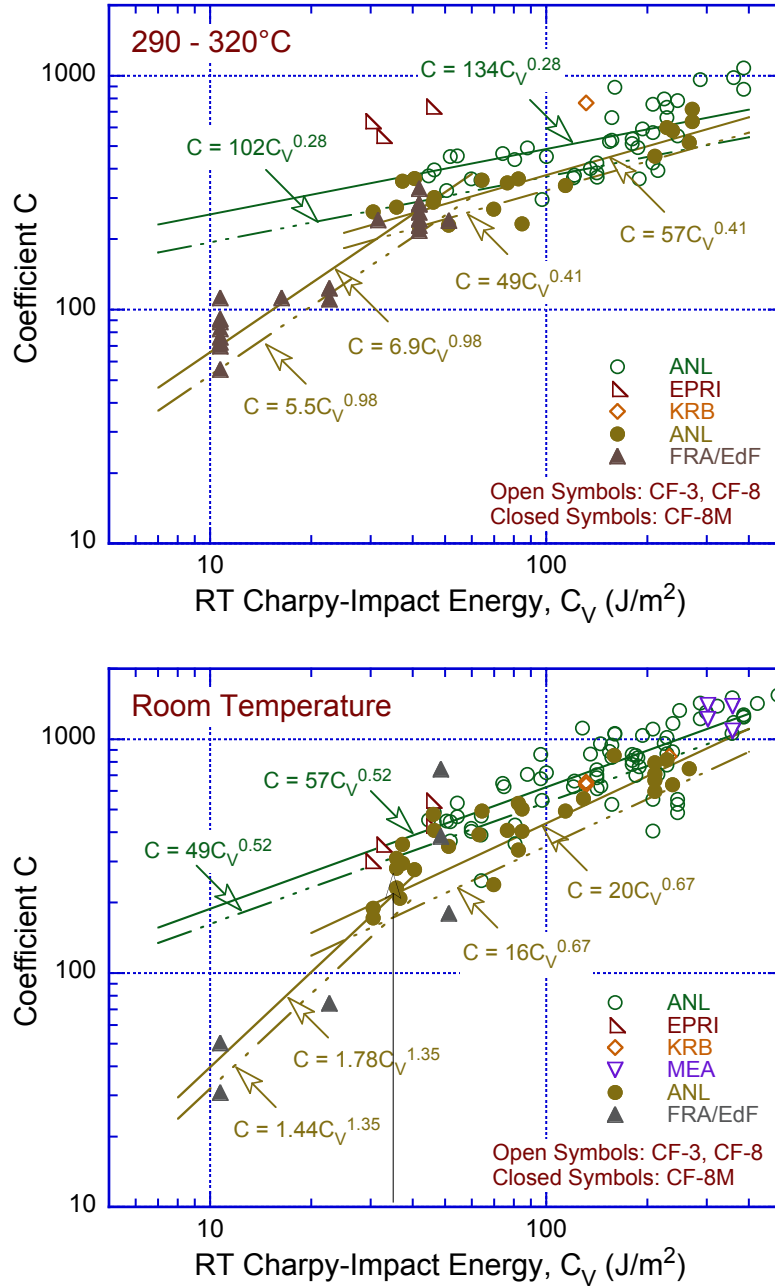 290 - 320°C
1000
C = 134C_V^0.28
C = 102C_V^0.28
C = 57C_V^0.41
C = 49C_V^0.41
100
C = 6.9C_V^0.98
C = 5.5C_V^0.98
ANL
EPRI
KRB
ANL
FRA/EdF
Open Symbols: CF-3, CF-8
Closed Symbols: CF-8M
10
Coefficient C
10
100
RT Charpy-Impact Energy, C_V (J/m²)
Room Temperature
1000
C = 57C_V^0.52
C = 49C_V^0.52
C = 20C_V^0.67
C = 16C_V^0.67
100
C = 1.78C_V^1.35
C = 1.44C_V^1.35
ANL
EPRI
KRB
MEA
ANL
FRA/EdF
Open Symbols: CF-3, CF-8
Closed Symbols: CF-8M
10
Coefficient C
10
100
RT Charpy-Impact Energy, C_V (J/m²)